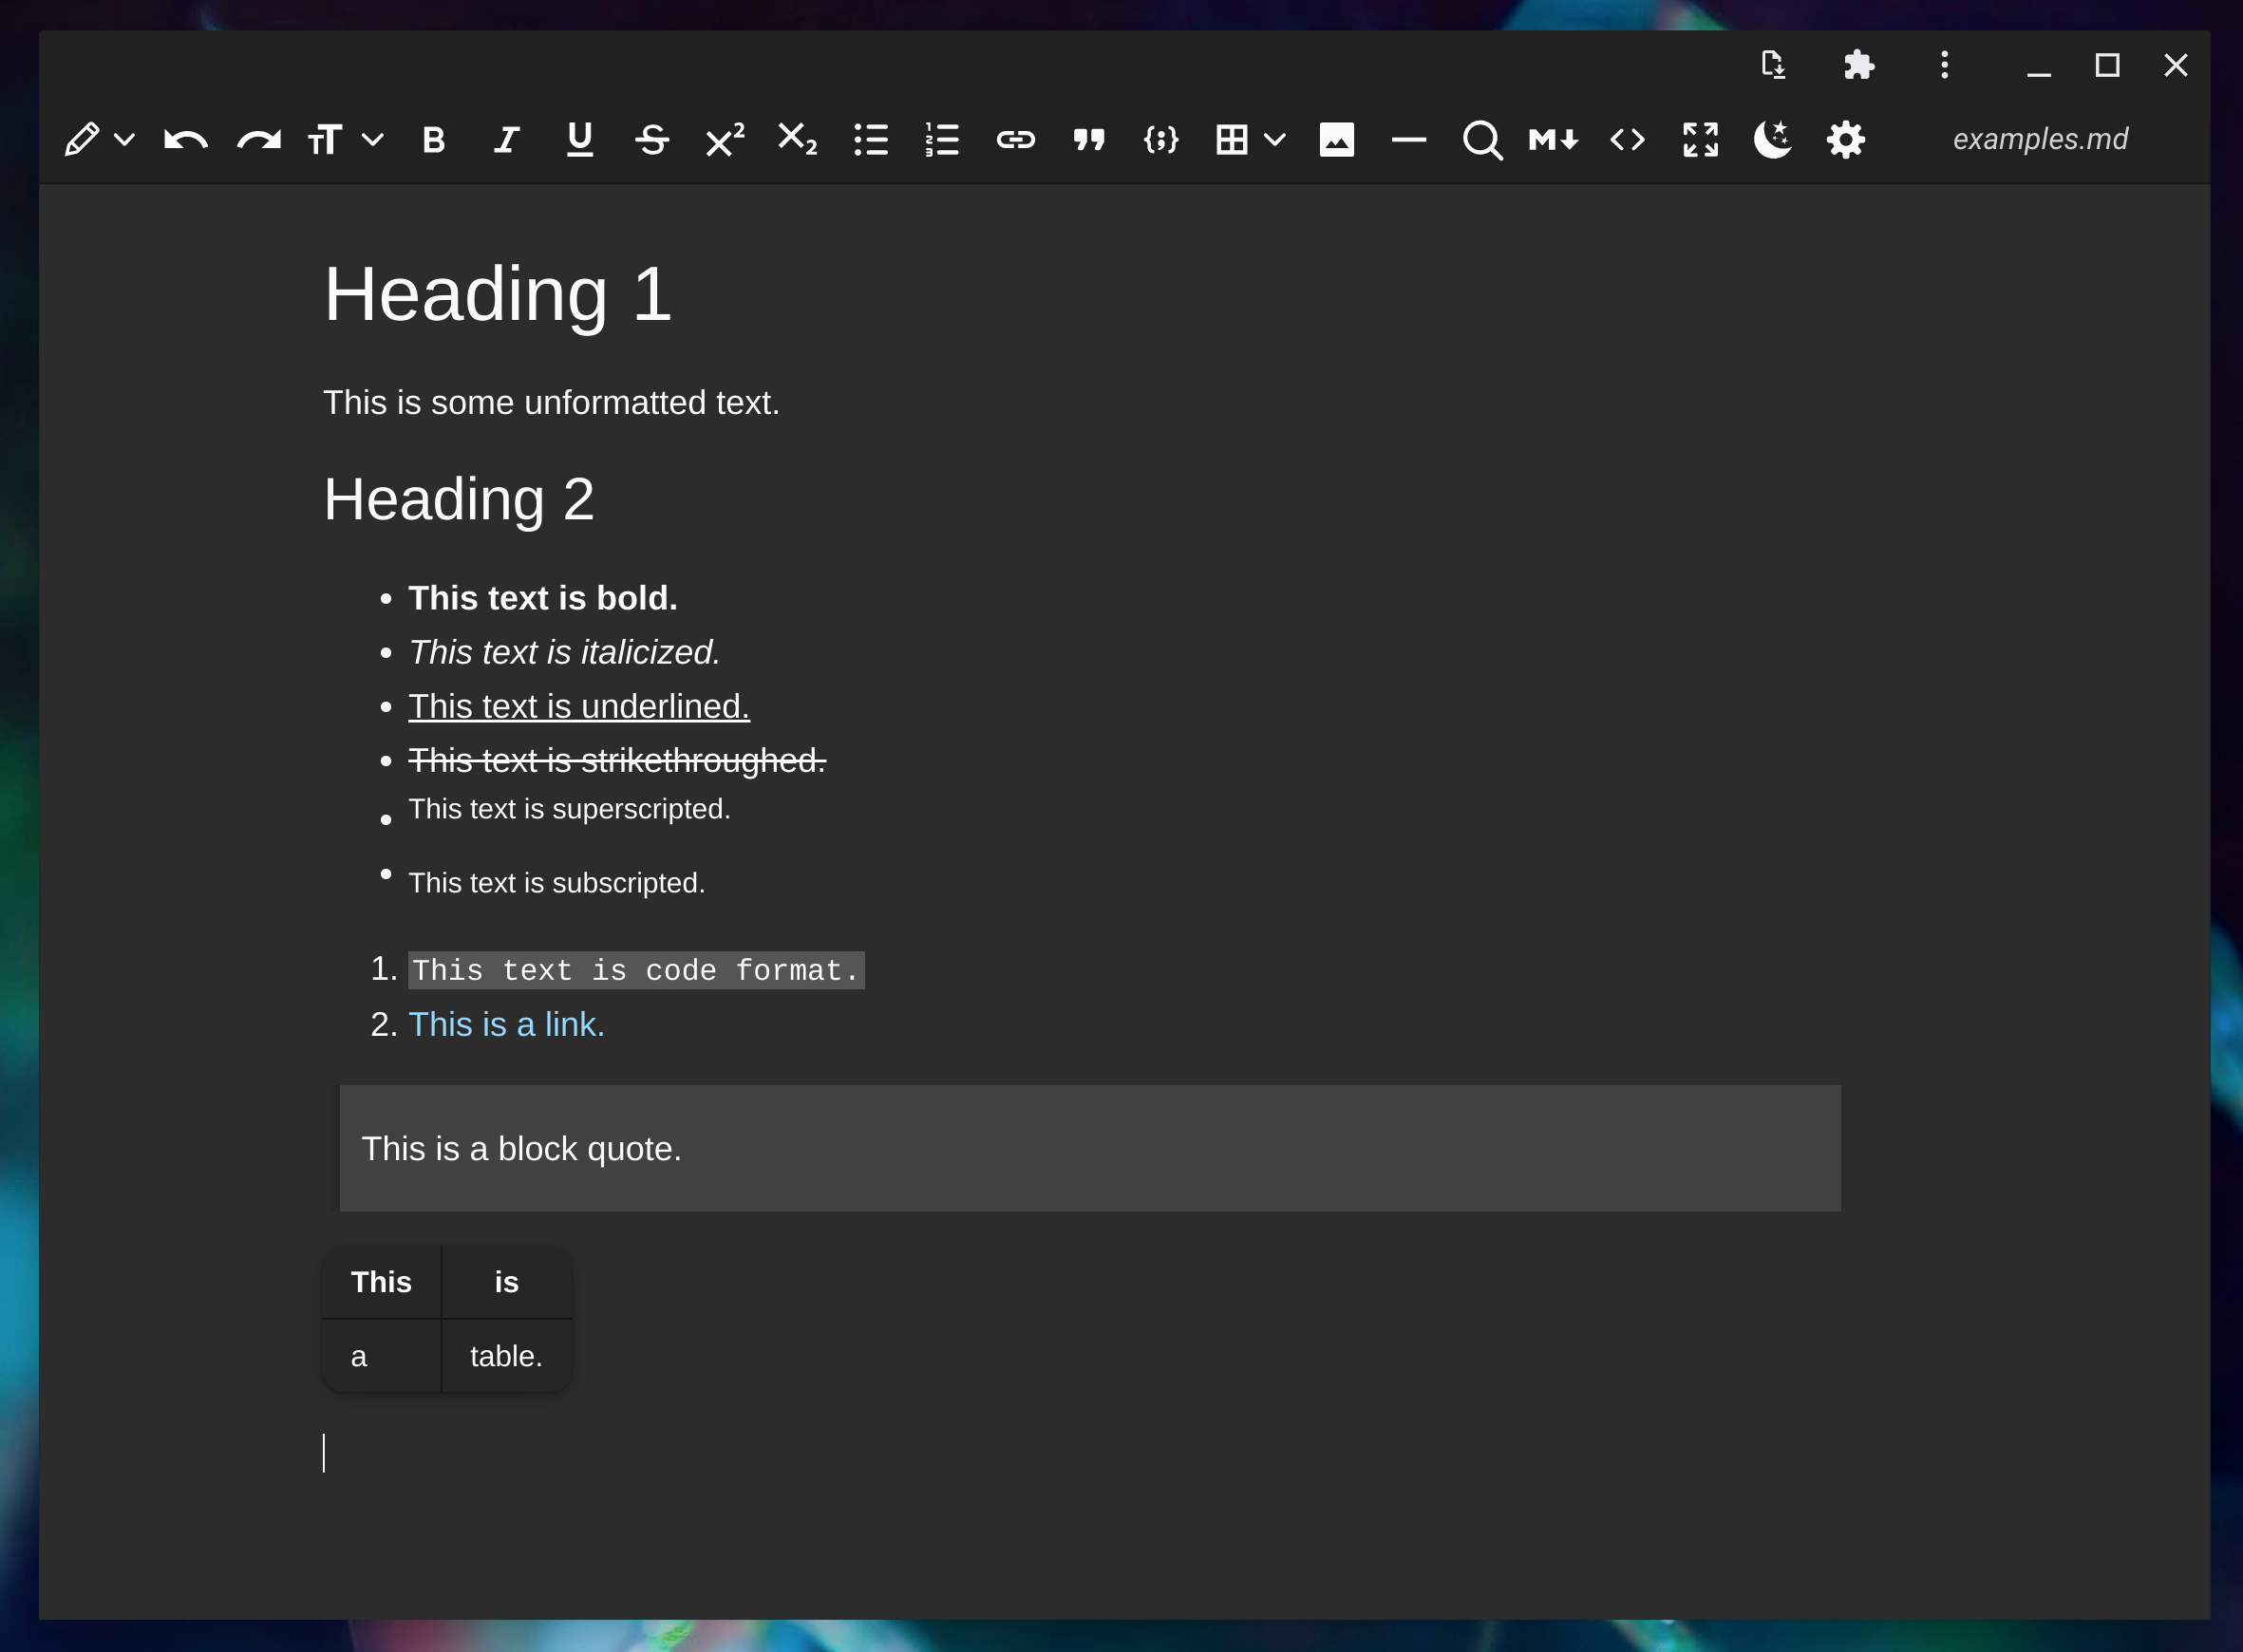 examples.md
Heading 1
This is some unformatted text.
Heading 2
• This text is bold.
• This text is italicized.
• This text is underlined.
• This text is strikethroughed.
• This text is superscripted.
• This text is subscripted.
1. This text is code format.
2. This is a link.
This is a block quote.
This is
a table.